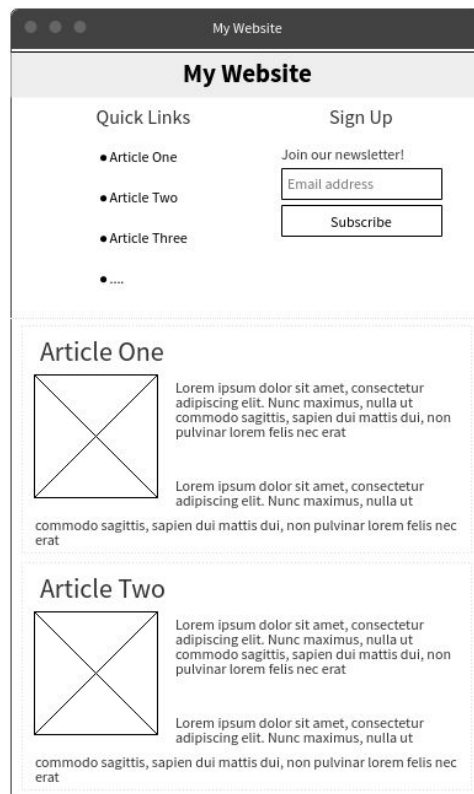 My Website
My Website
Quick Links
Article One
Article Two
Article Three
....
Sign Up
Join our newsletter!
Email address
Subscribe
Article One
Lorem ipsum dolor sit amet, consectetur
adipiscing elit. Nunc maximus, nulla ut
commodo sagittis, sapien dui mattis dui, non
pulvinar lorem felis nec erat
Lorem ipsum dolor sit amet, consectetur
adipiscing elit. Nunc maximus, nulla ut
commodo sagittis, sapien dui mattis dui, non pulvinar lorem felis nec
erat
Article Two
Lorem ipsum dolor sit amet, consectetur
adipiscing elit. Nunc maximus, nulla ut
commodo sagittis, sapien dui mattis dui, non
pulvinar lorem felis nec erat
Lorem ipsum dolor sit amet, consectetur
adipiscing elit. Nunc maximus, nulla ut
commodo sagittis, sapien dui mattis dui, non pulvinar lorem felis nec
erat